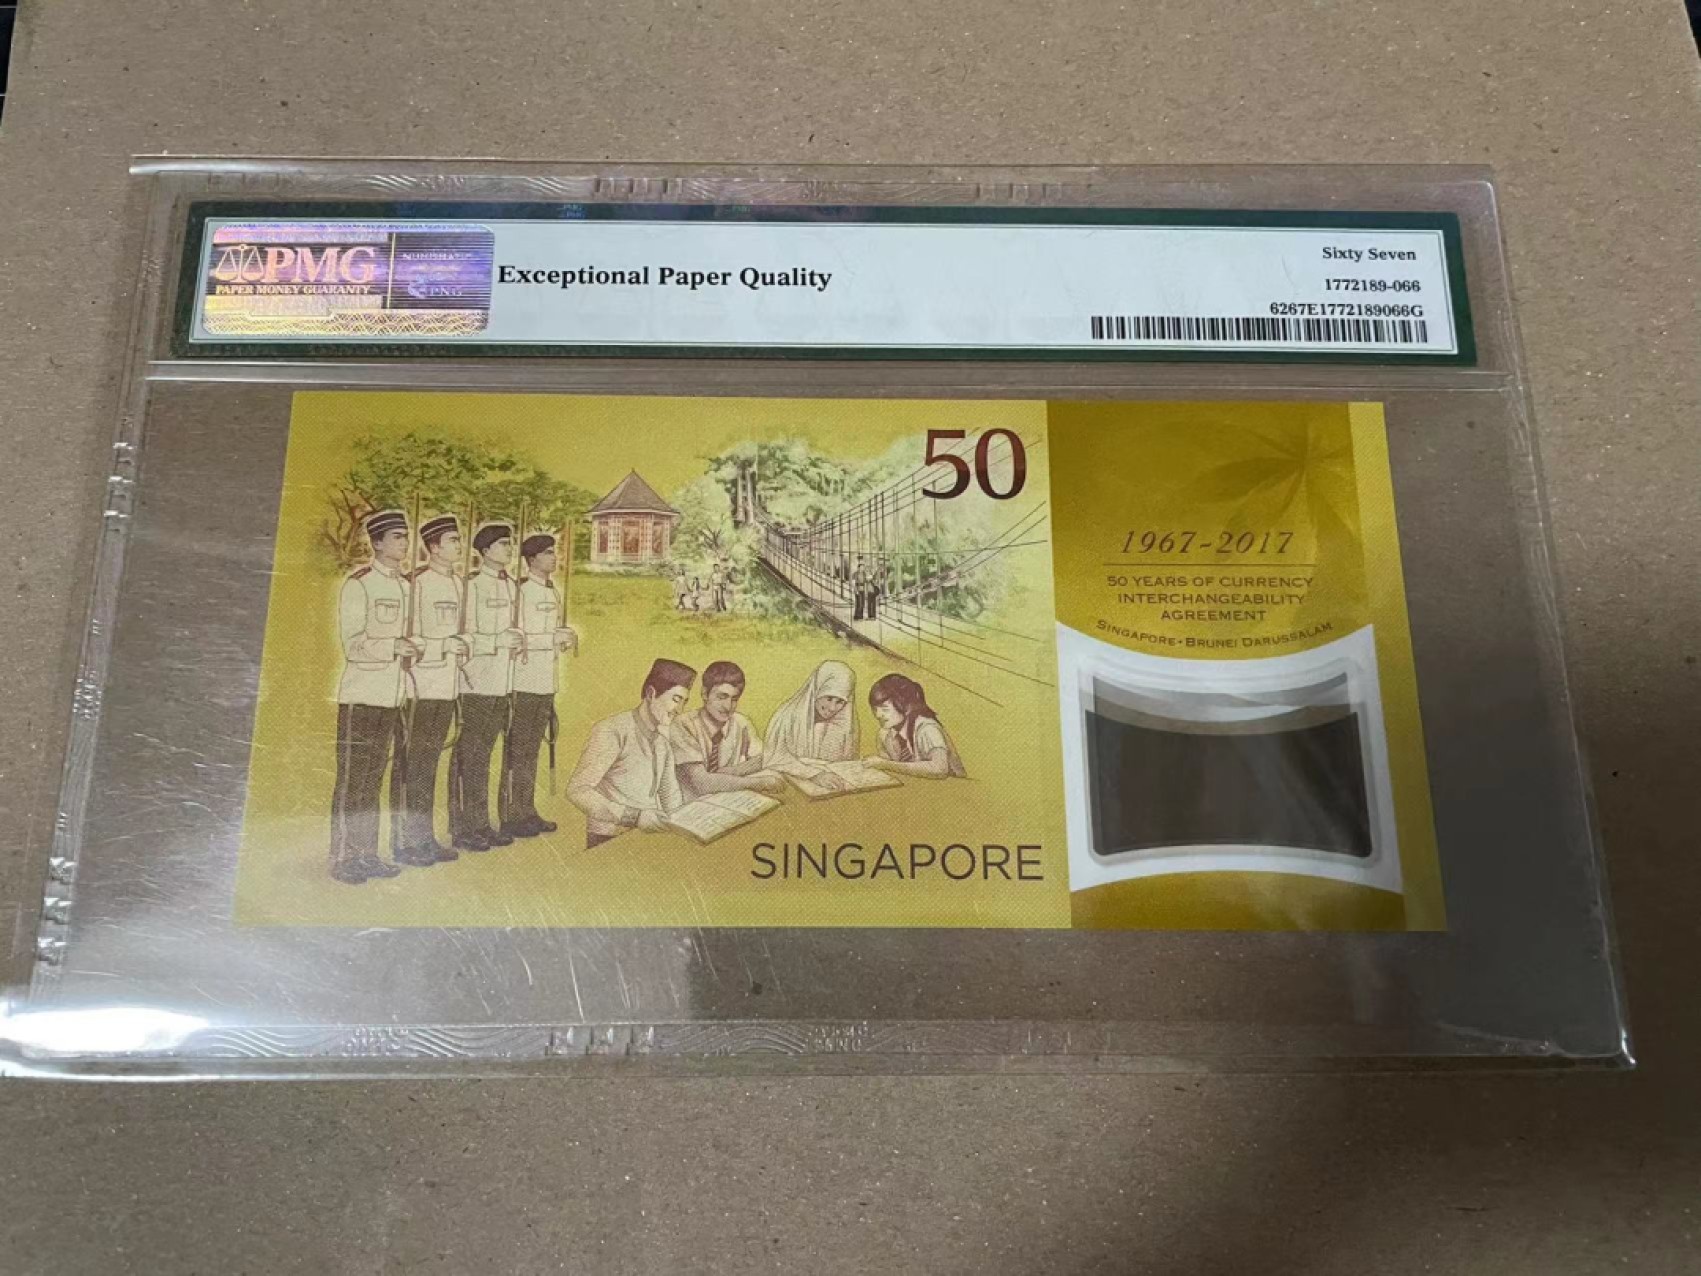 PMG
PAPER MONEY GUARANTY
PNG
Exceptional Paper Quality
Sixty Seven
1772189-066
6267E1772189066G
50
1967-2017
50 YEARS OF CURRENCY
INTERCHANGEABILITY
AGREEMENT
SINGAPORE-BRUNEI DARUSSALAM
SINGAPORE